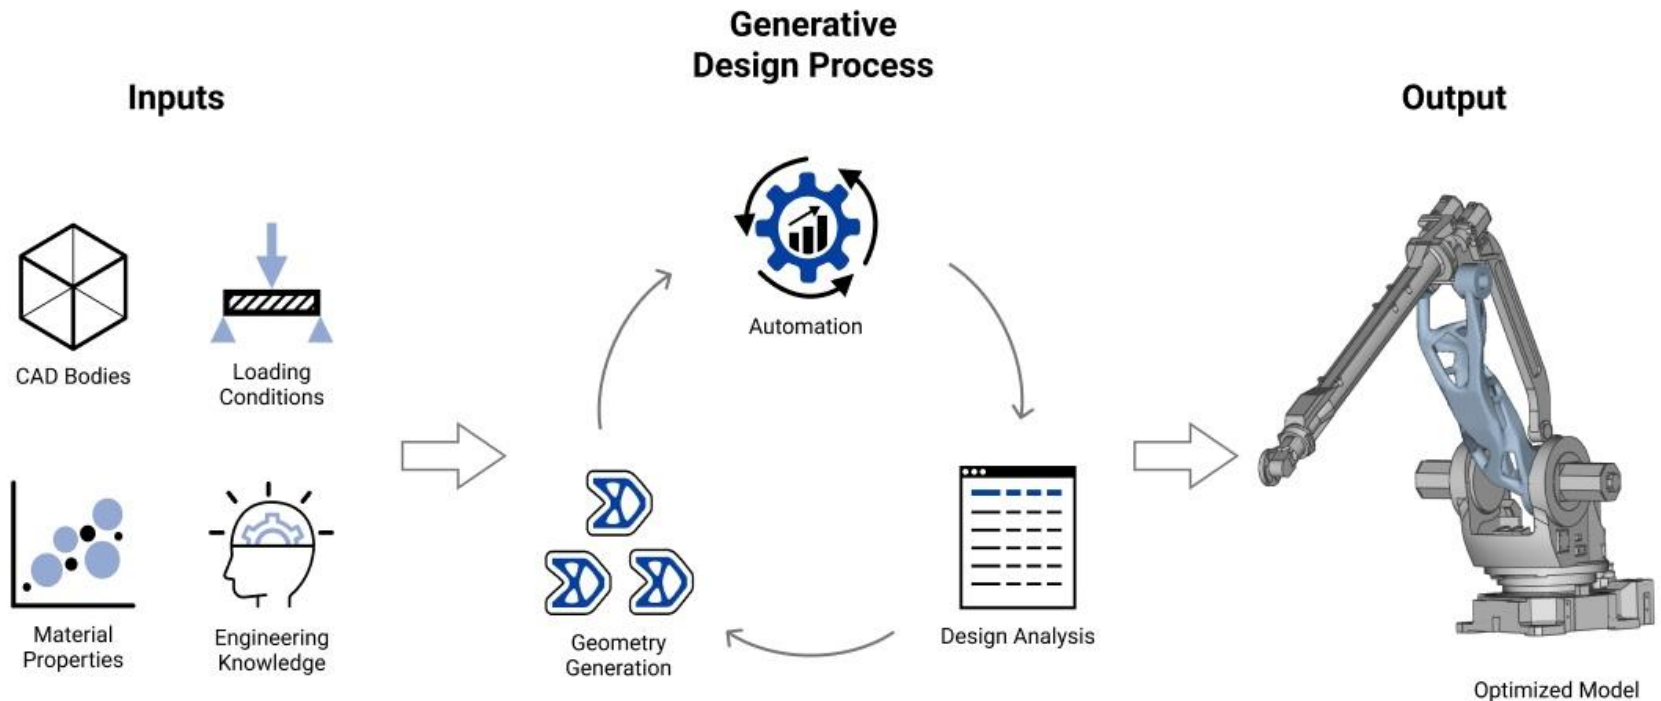 Generative
Design Process
Inputs
Output
CAD Bodies
Loading
Conditions
Material
Properties
Engineering
Knowledge
Automation
Design Analysis
Geometry
Generation
Optimized Model